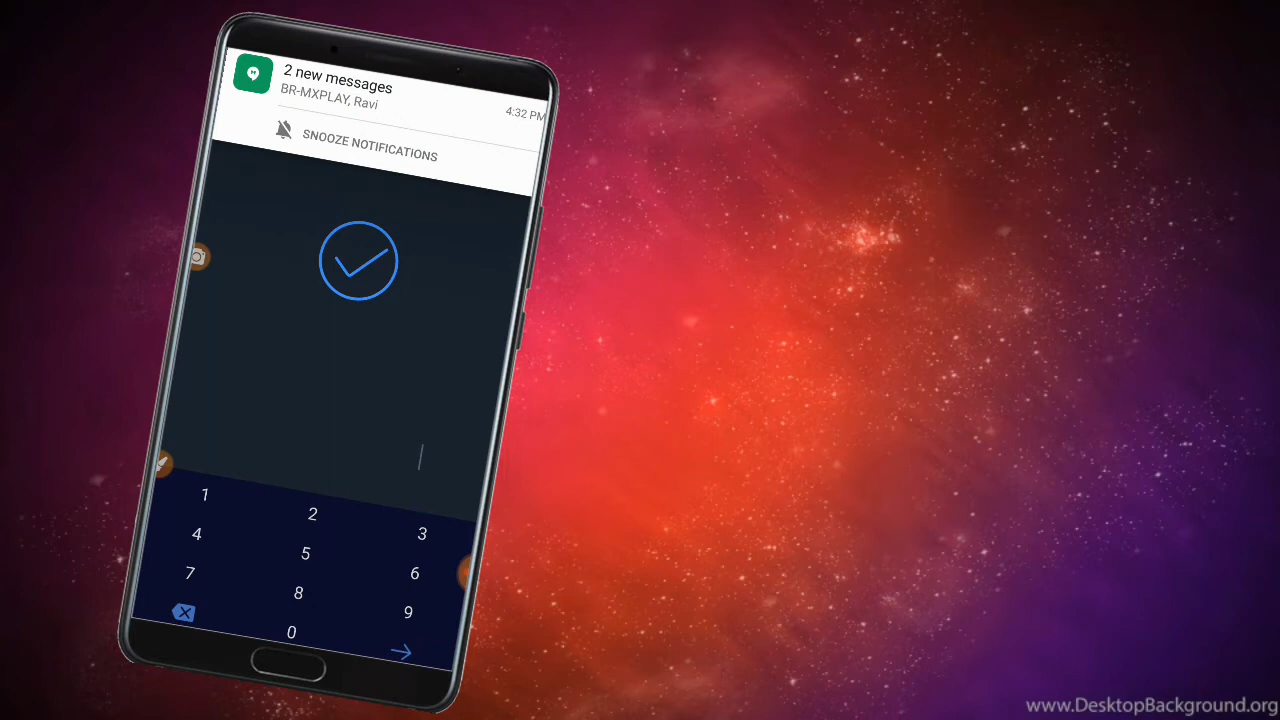 2 new messages
BR-MXPLAY, Ravi
4:32 PM
SNOOZE NOTIFICATIONS
1
2
3
4
5
6
7
8
9
0
www.DesktopBackground.org